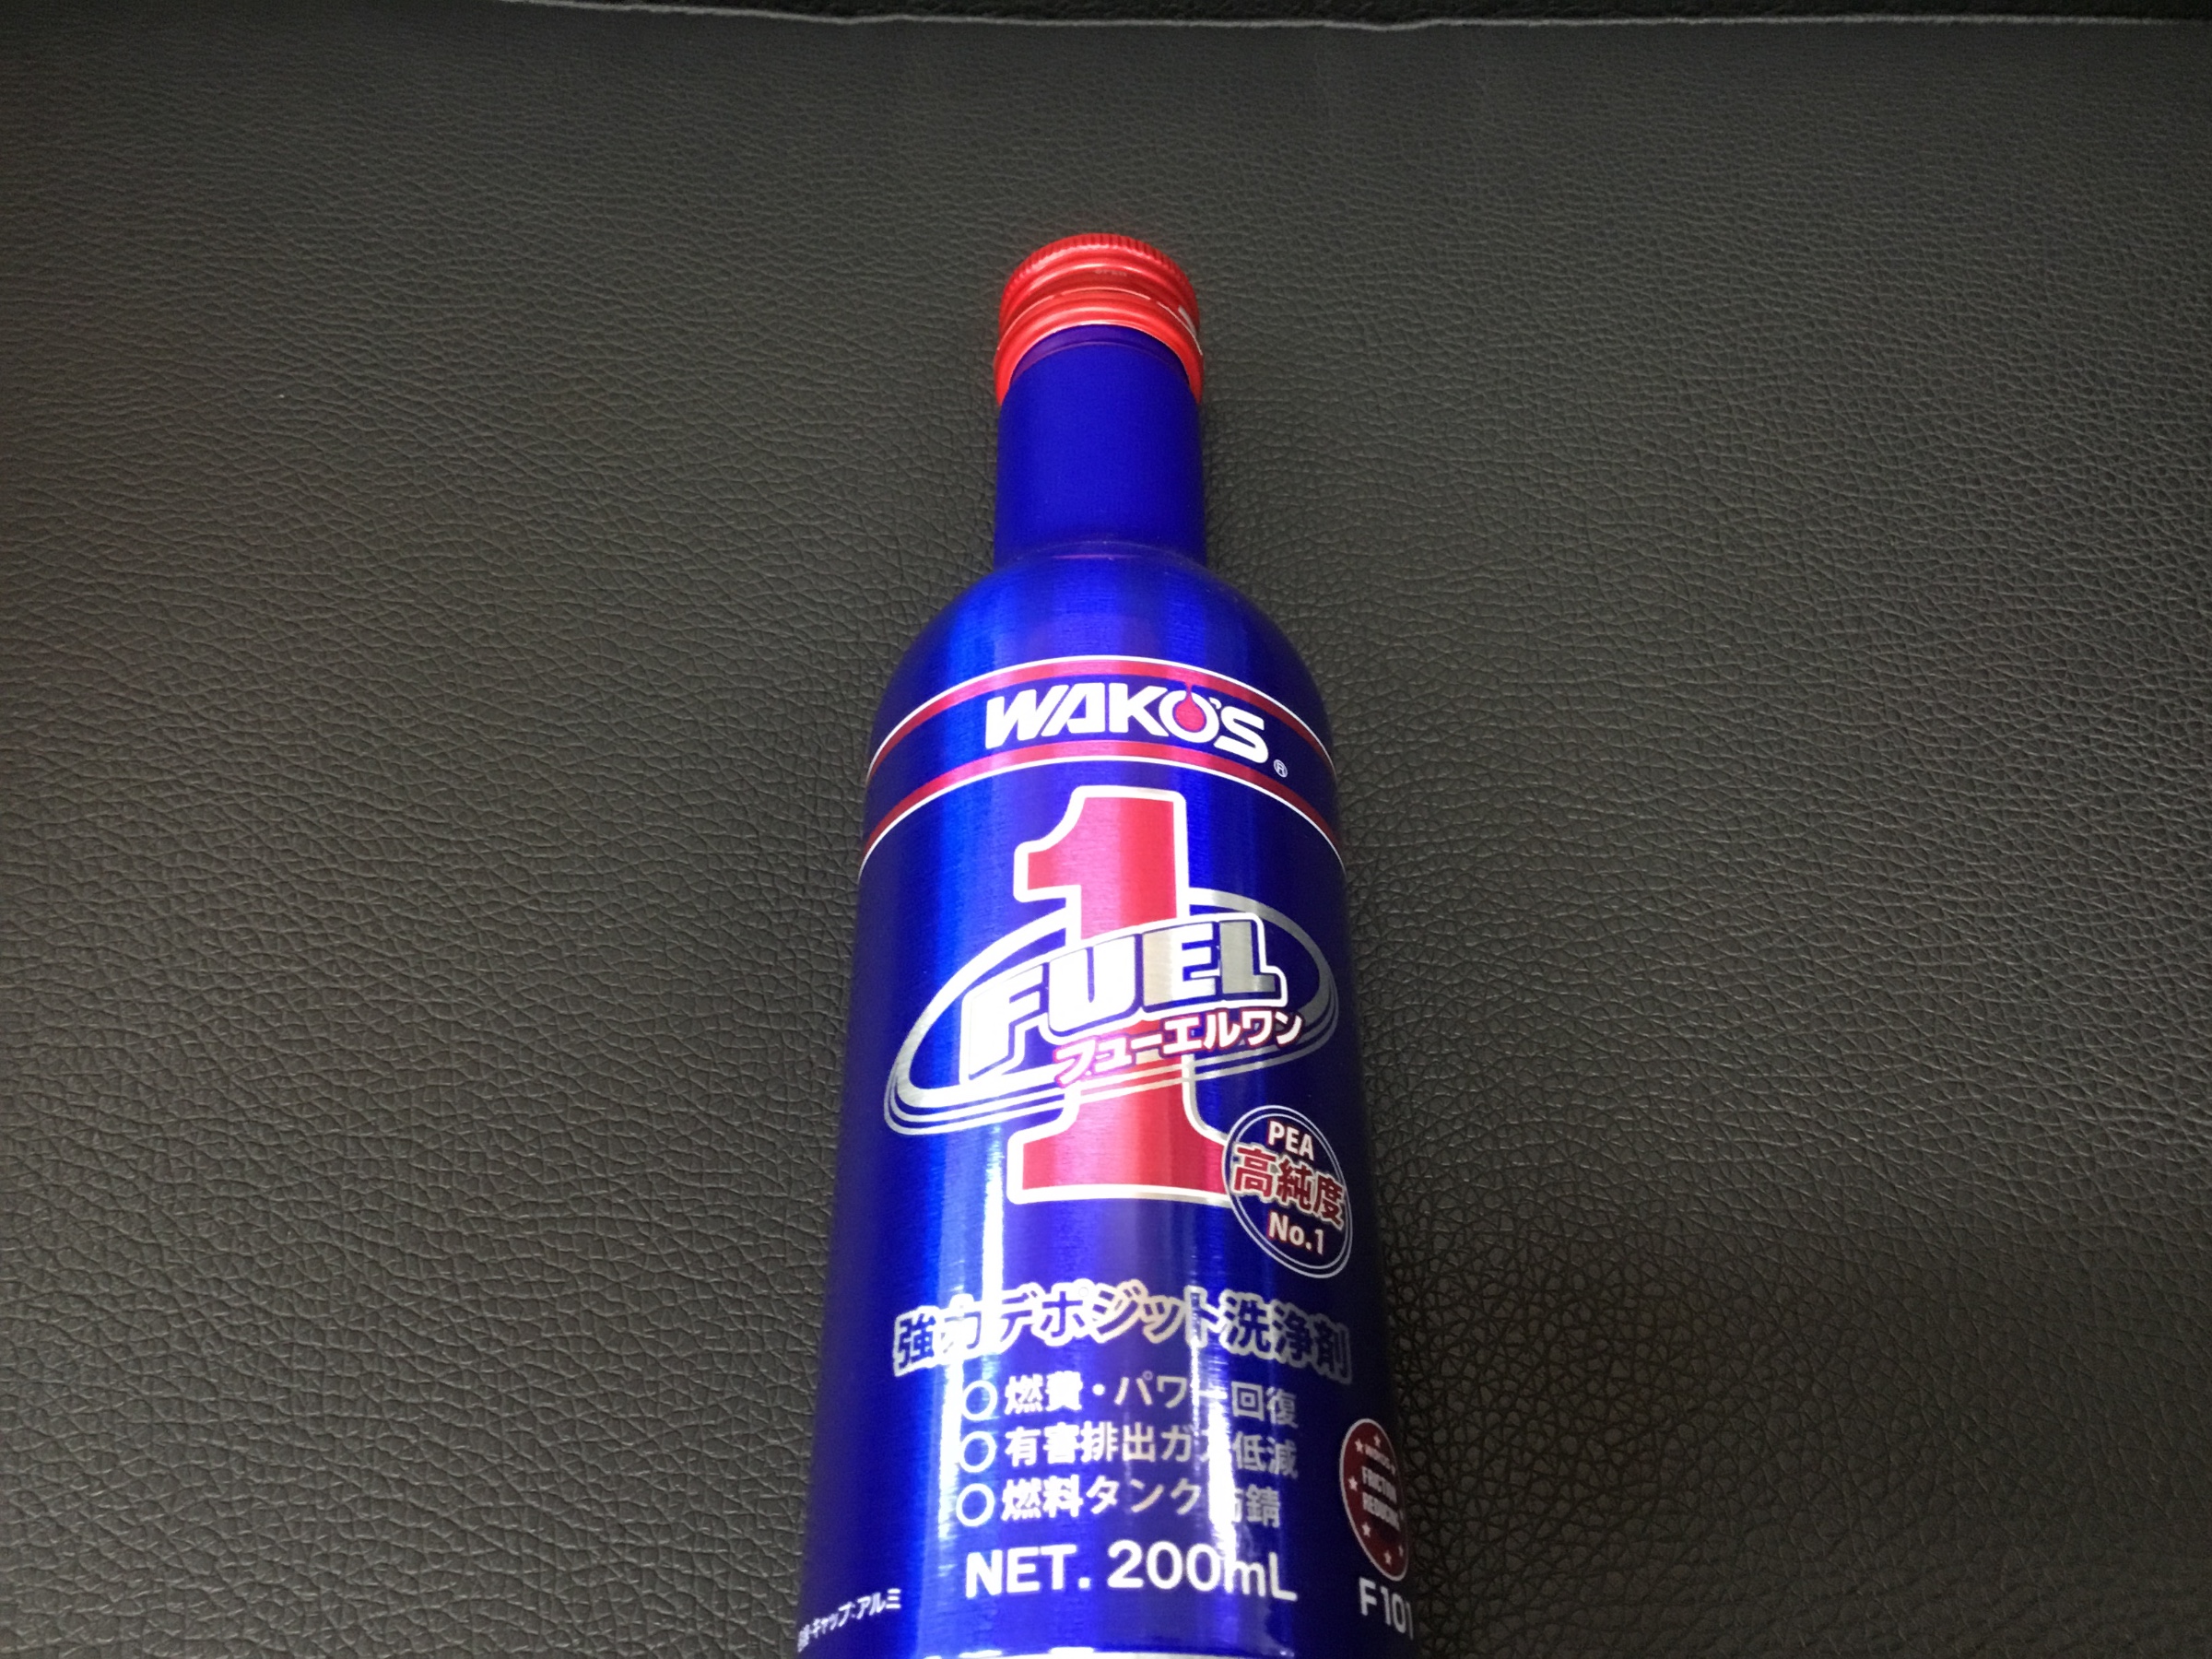 WAKO'S®
1
FUEL
フューエルワン
PEA
高純度
No.1
強力デポジット洗浄剤
○燃費・パワー回復
○有害排出ガス低減
○燃料タンク防錆
FRICTION
NET. 200mL
F101
キャップ:アルミ